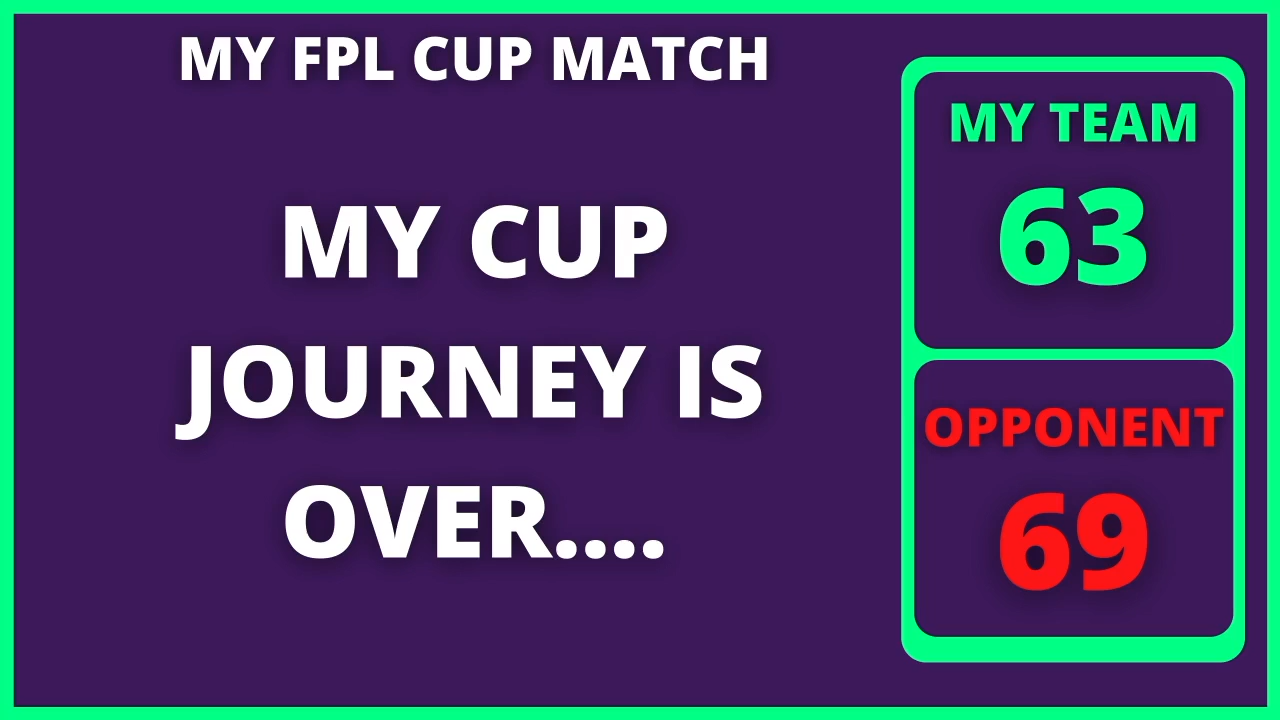 MY FPL CUP MATCH
MY CUP
JOURNEY IS
OVER....
MY TEAM
63
OPPONENT
69